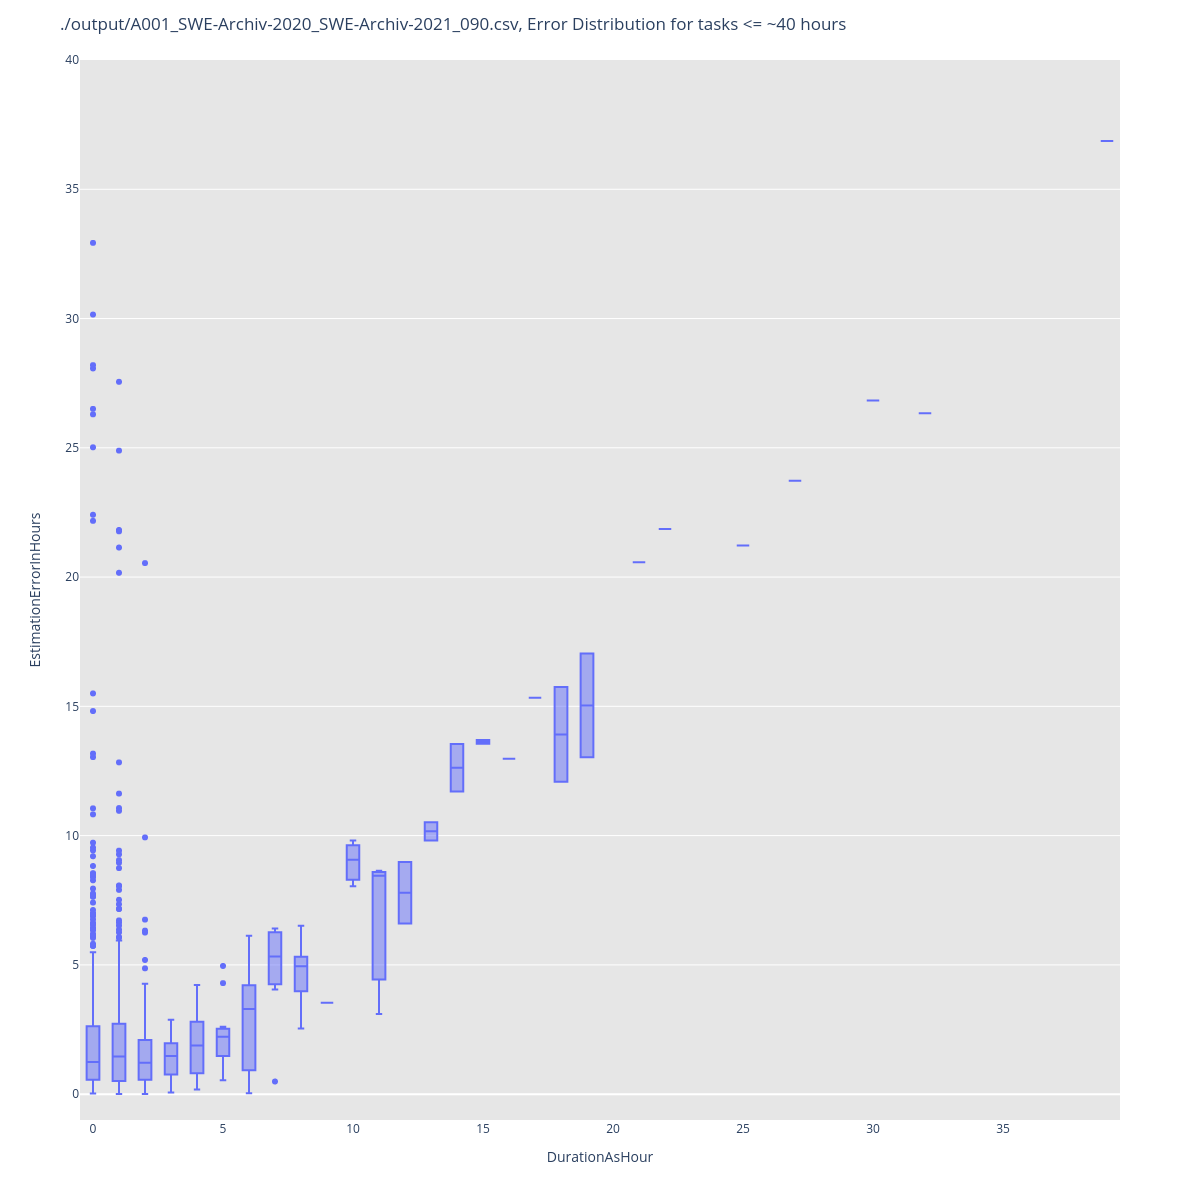 ./output/A001_SWE-Archiv-2020_SWE-Archiv-2021_090.csv, Error Distribution for tasks <= ~40 hours
40
35
30
25
20
15
10
5
0
EstimationErrorInHours
0 5 10 15 20 25 30 35
DurationAsHour